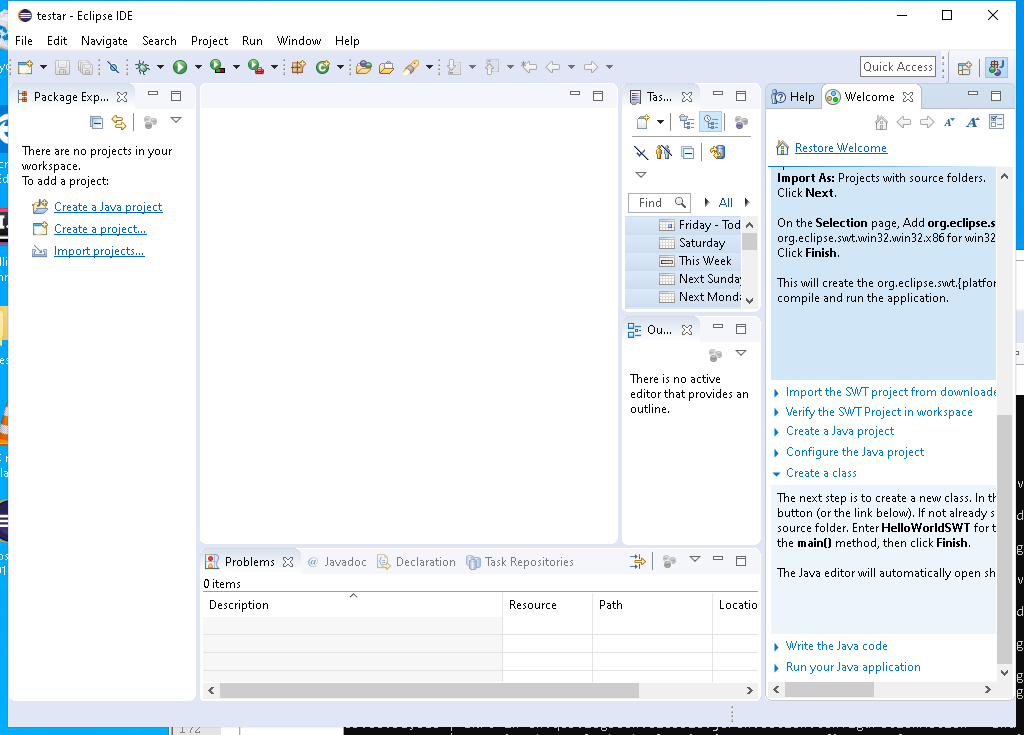 testar - Eclipse IDE
File Edit Navigate Search Project Run Window Help
Quick Access
Package Exp...
There are no projects in your
workspace.
To add a project:
Create a Java project
Create a project...
Import projects...
Tas...
Find
All
Friday - Tod
Saturday
This Week
Next Sunday
Next Monda
Ou...
There is no active
editor that provides an
outline.
Help Welcome
Restore Welcome
Import As: Projects with source folders.
Click Next.
On the Selection page, Add org.eclipse.s
org.eclipse.swt.win32.win32.x86 for win32
Click Finish.
This will create the org.eclipse.swt.{platfor
compile and run the application.
Import the SWT project from downloade
Verify the SWT Project in workspace
Create a Java project
Configure the Java project
Create a class
The next step is to create a new class. In th
button (or the link below). If not already s
source folder. Enter HelloWorldSWT for t
the main() method, then click Finish.
The Java editor will automatically open sh
Write the Java code
Run your Java application
Problems Javadoc Declaration Task Repositories
0 items
Description Resource Path Locatio
172